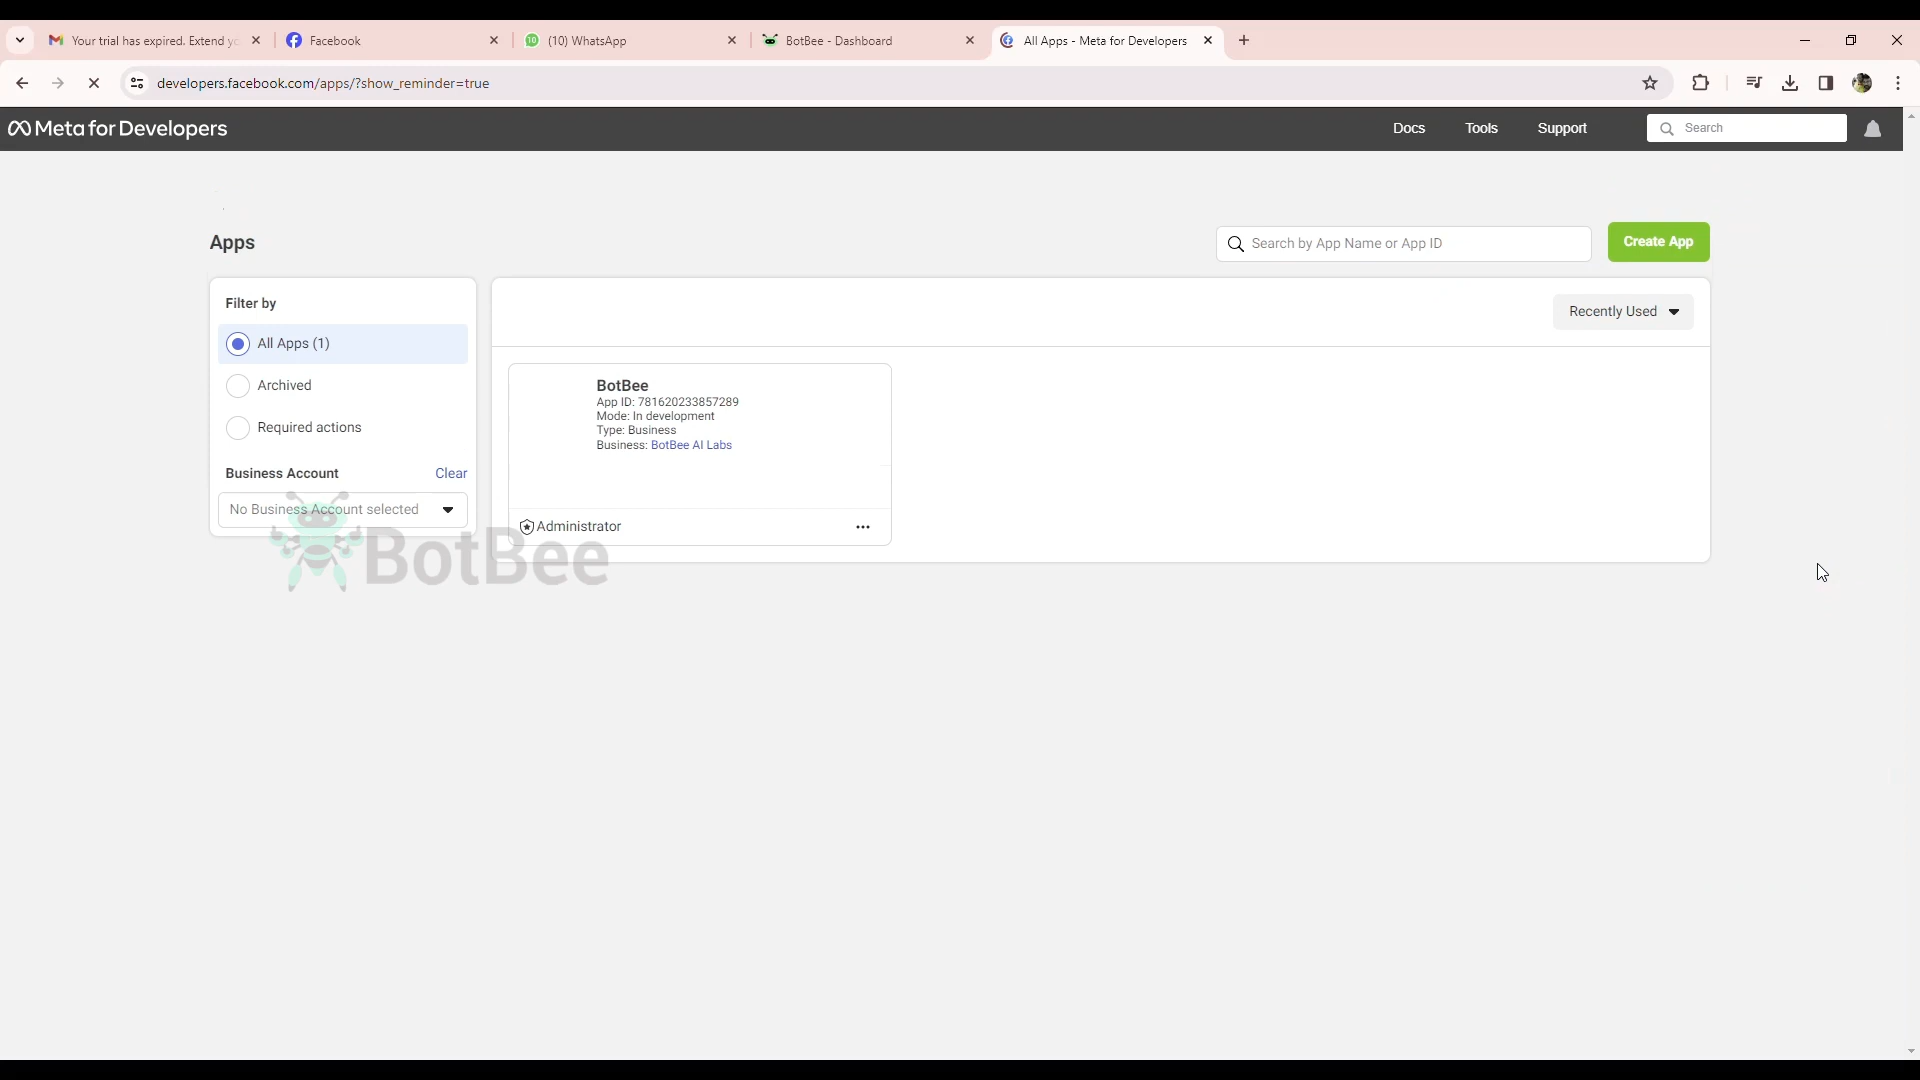 Your trial has expired. Extend yo
Facebook
(10) WhatsApp
BotBee - Dashboard
All Apps - Meta for Developers
developers.facebook.com/apps/?show_reminder=true
Meta for Developers
Docs
Tools
Support
Search
Apps
Search by App Name or App ID
Create App
Filter by
All Apps (1)
Archived
Required actions
Business Account
Clear
No Business Account selected
Recently Used
BotBee
App ID: 781620233857289
Mode: In development
Type: Business
Business: BotBee AI Labs
Administrator
BotBee